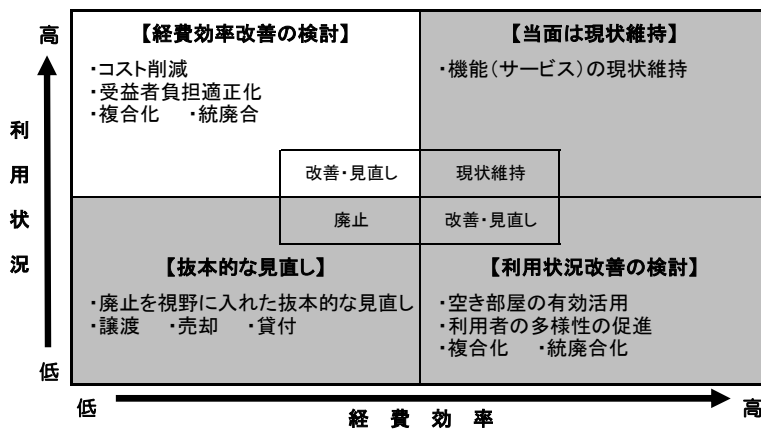 高
利
用
状
況
低
【経費効率改善の検討】
・コスト削減
・受益者負担適正化
・複合化　・統廃合
【当面は現状維持】
・機能(サービス)の現状維持
改善・見直し
現状維持
廃止
改善・見直し
【抜本的な見直し】
・廃止を視野に入れた抜本的な見直し
・譲渡　・売却　・貸付
【利用状況改善の検討】
・空き部屋の有効活用
・利用者の多様性の促進
・複合化　・統廃合化
低
経 費 効 率
高